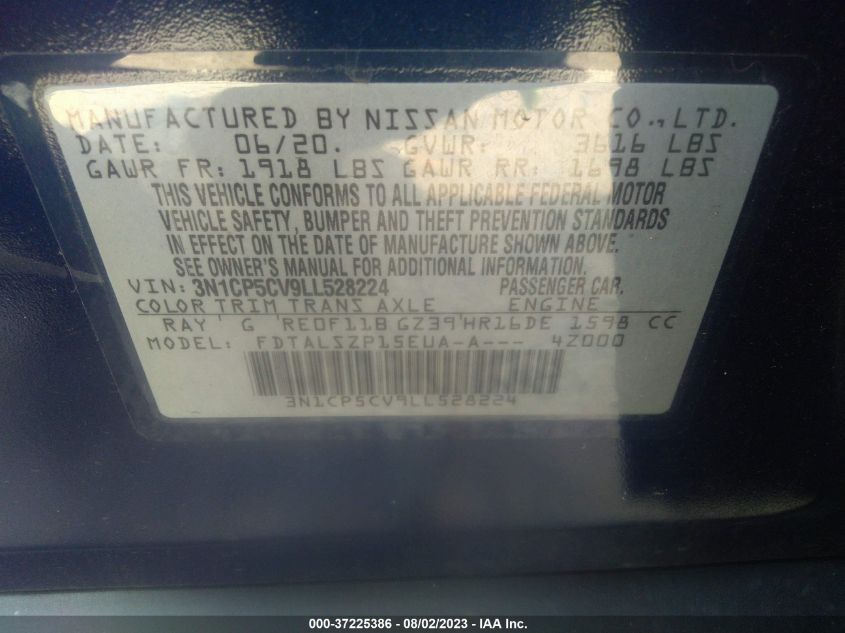 MANUFACTURED BY NISSAN MOTOR CO., LTD.
DATE: 06/20. GVWR: 3616 LBS
GAWR FR: 1918 LBS GAWR RR: 1698 LBS
THIS VEHICLE CONFORMS TO ALL APPLICABLE FEDERAL MOTOR
VEHICLE SAFETY, BUMPER AND THEFT PREVENTION STANDARDS
IN EFFECT ON THE DATE OF MANUFACTURE SHOWN ABOVE.
SEE OWNER'S MANUAL FOR ADDITIONAL INFORMATION.
VIN: 3N1CP5CV9LL528224 PASSENGER CAR.
COLOR TRIM TRANS AXLE ENGINE
RAY G RE0F11B GZ39 HR16DE 1598 CC
MODEL: FDTALSZP15EUA-A--- 4Z000
3N1CP5CV9LL528224
000-37225386 - 08/02/2023 - IAA Inc.